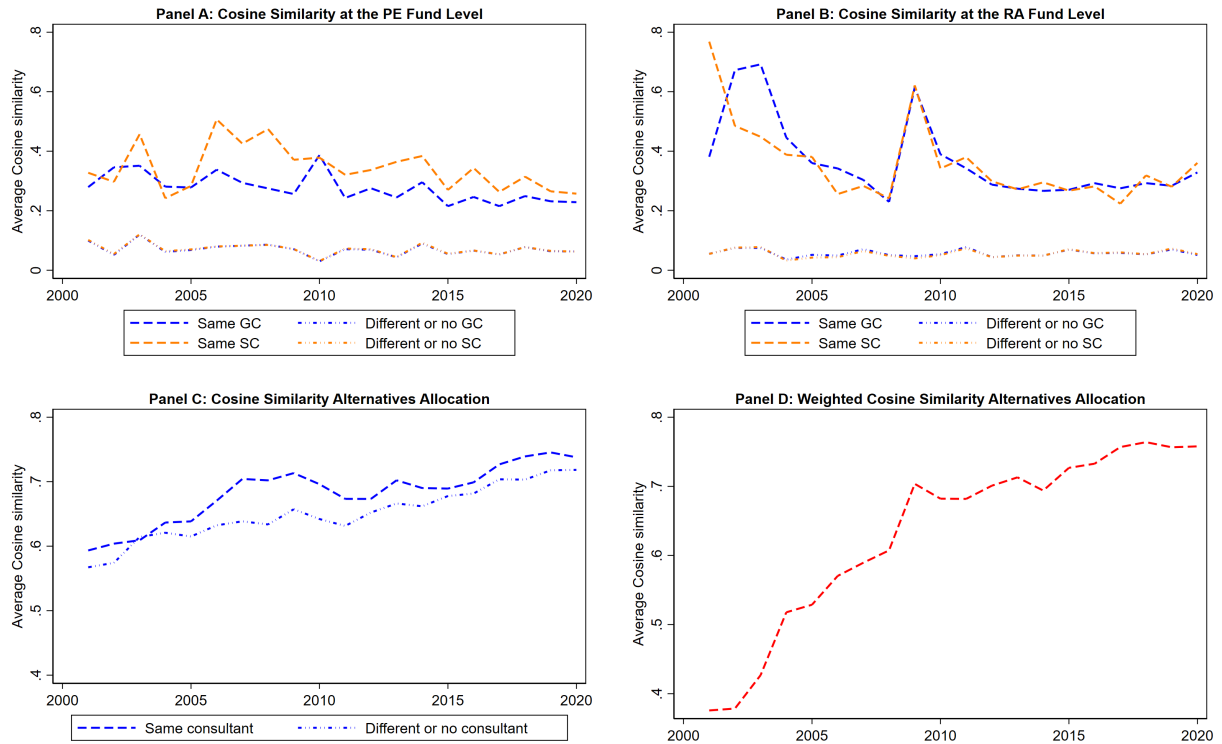 Panel A: Cosine Similarity at the PE Fund Level
Average Cosine similarity
.8
.6
.4
.2
0
2000 2005 2010 2015 2020
Same GC Different or no GC
Same SC Different or no SC
Panel B: Cosine Similarity at the RA Fund Level
Average Cosine similarity
.8
.6
.4
.2
0
2000 2005 2010 2015 2020
Same GC Different or no GC
Same SC Different or no SC
Panel C: Cosine Similarity Alternatives Allocation
Average Cosine similarity
.8
.7
.6
.5
.4
2000 2005 2010 2015 2020
Same consultant Different or no consultant
Panel D: Weighted Cosine Similarity Alternatives Allocation
Average Cosine similarity
.8
.7
.6
.5
.4
2000 2005 2010 2015 2020